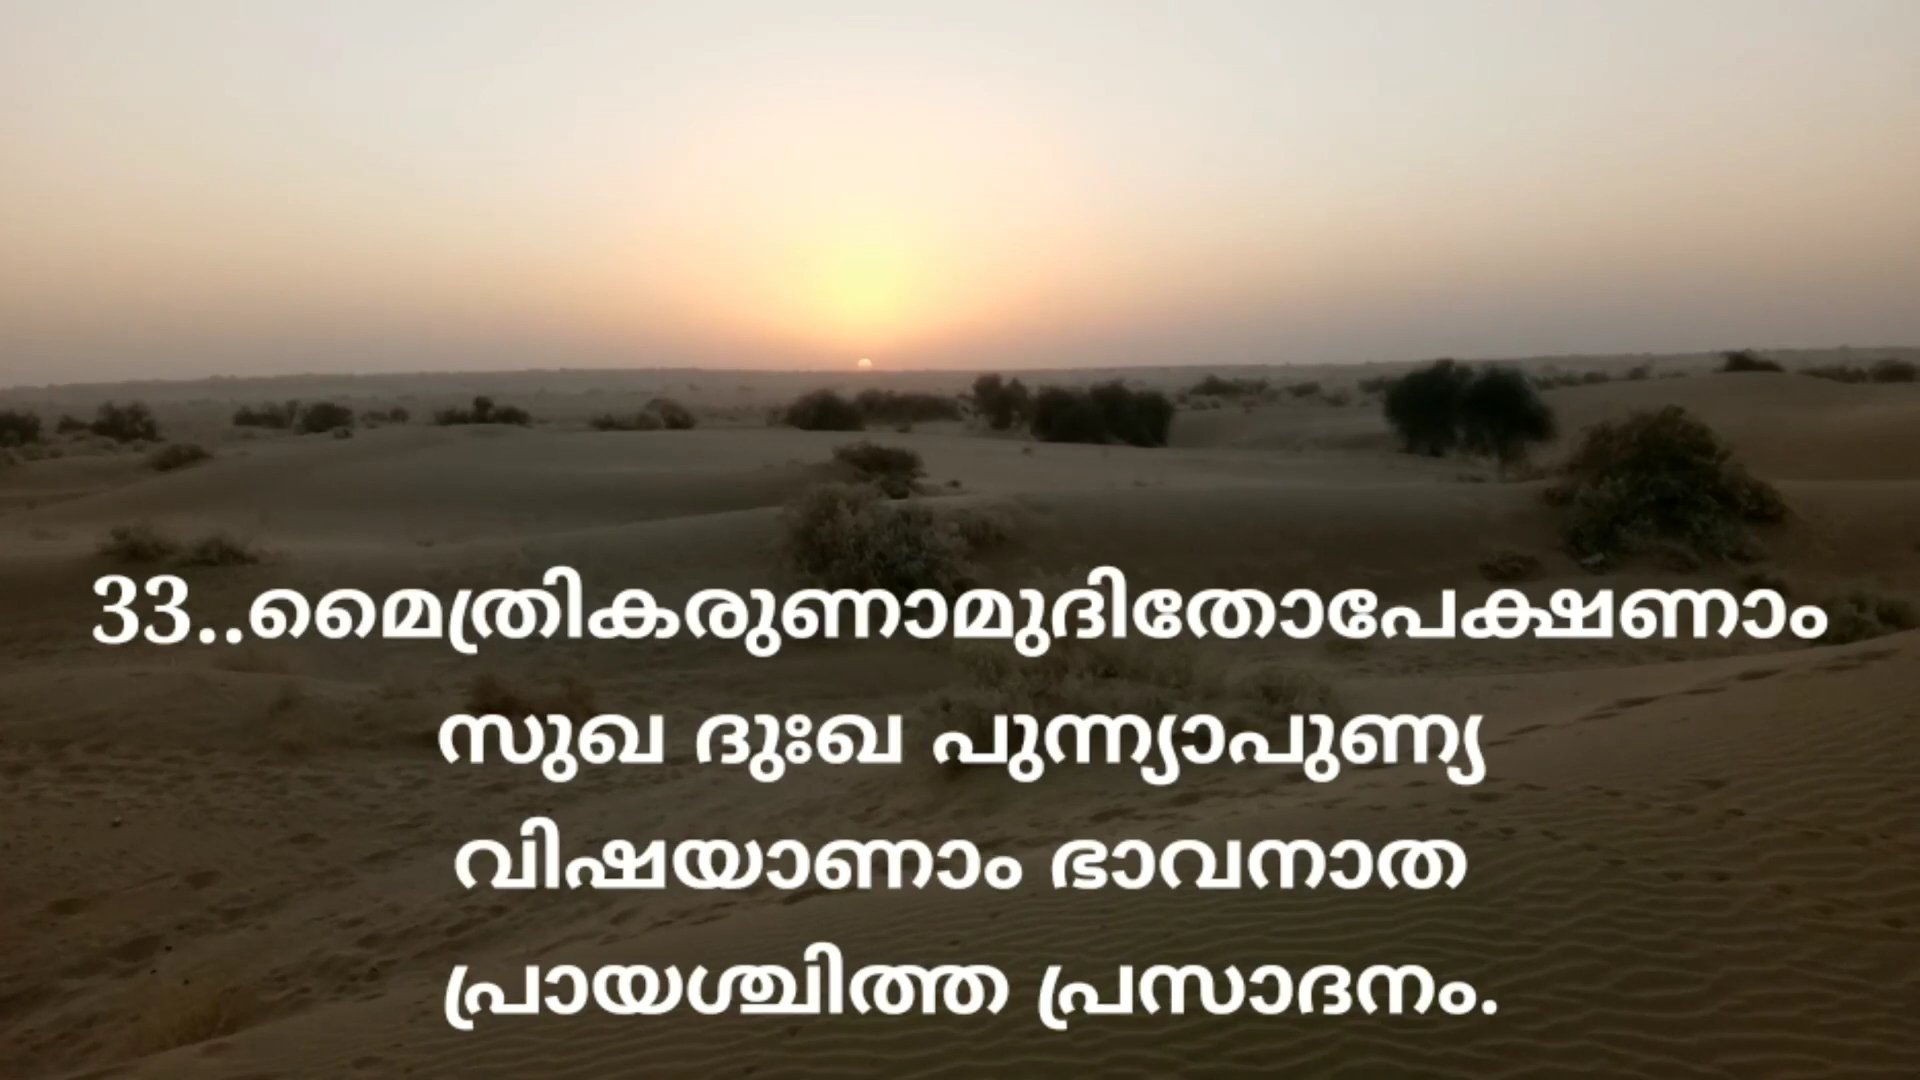 33..മൈത്രികരുണാമുദിതോപേക്ഷണാം
സുഖ ദുഃഖ പുന്ന്യാപുണ്യ
വിഷയാണാം ഭാവനാത
പ്രായശ്ചിത്ത പ്രസാദനം.